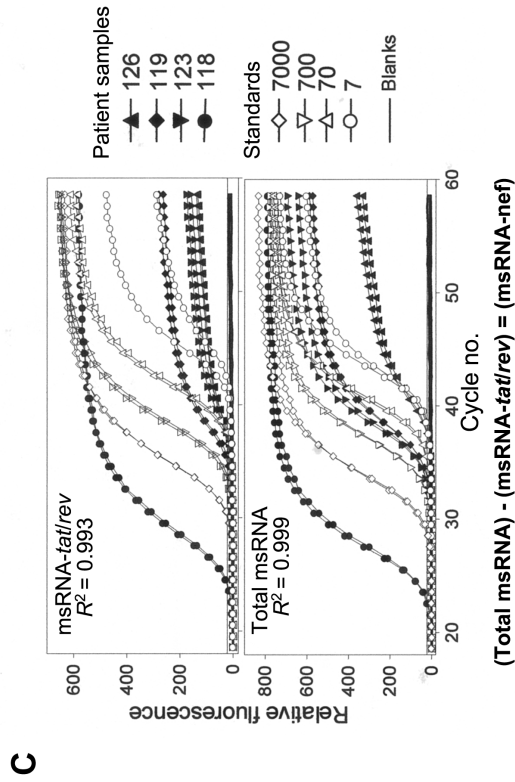 C
Relative fluorescence
msRNA-tat/rev
R² = 0.993
600
400
200
0
Patient samples
126
119
123
118
Total msRNA
R² = 0.999
800
600
400
200
0
Standards
7000
700
70
7
Blanks
20
30
40
50
60
Cycle no.
(Total msRNA) - (msRNA-tat/rev) = (msRNA-nef)